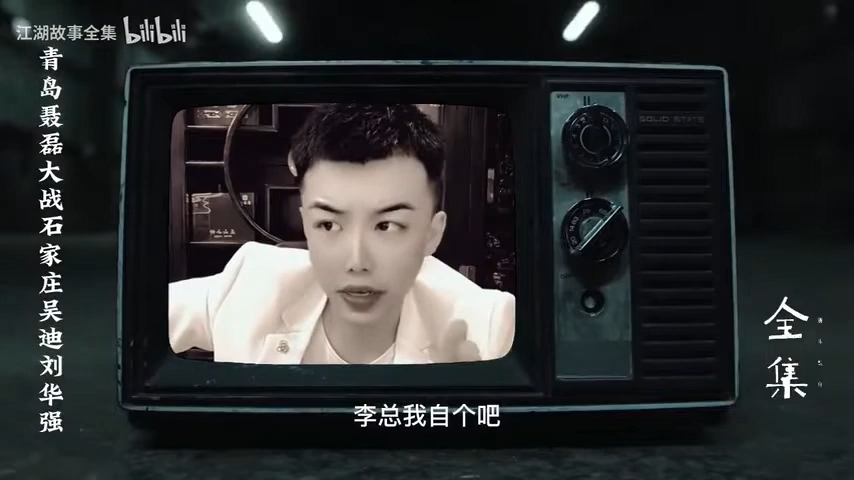 江湖故事全集 bilibili
青岛聂磊大战石家庄吴迪刘华强
VHF
SOLID STATE
全集
李总我自个吧